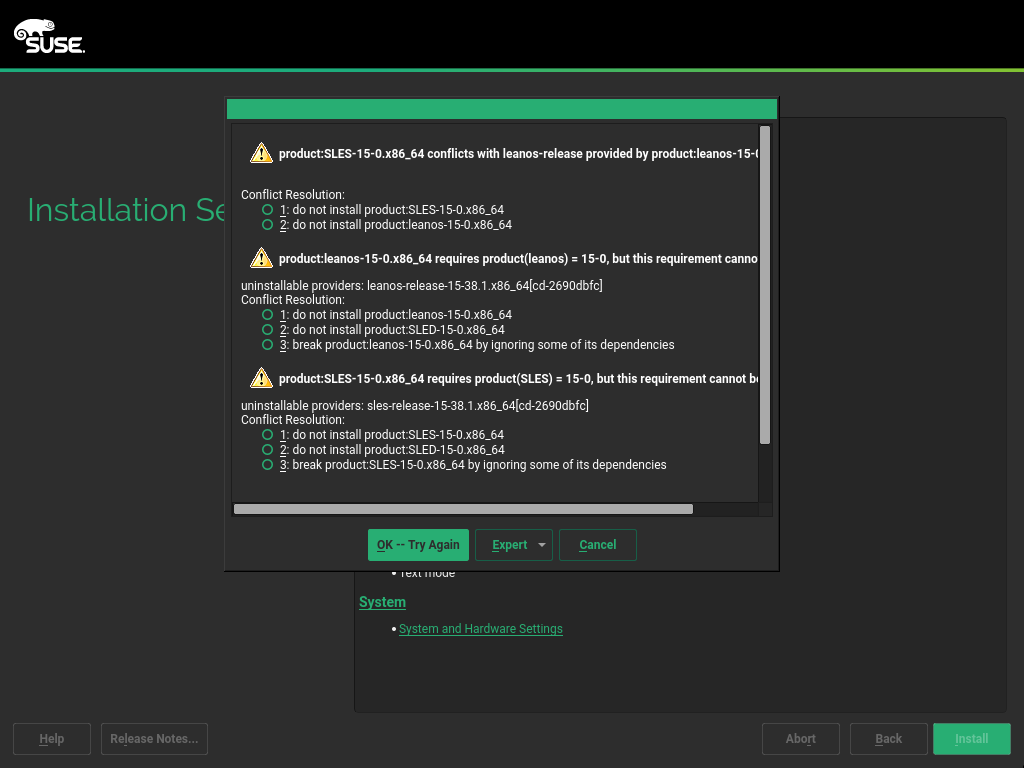 SUSE
product:SLES-15-0.x86_64 conflicts with leanos-release provided by product:leanos-15-
Conflict Resolution:
1: do not install product:SLES-15-0.x86_64
2: do not install product:leanos-15-0.x86_64
Installation Se
product:leanos-15-0.x86_64 requires product(leanos) = 15-0, but this requirement canno
uninstallable providers: leanos-release-15-38.1.x86_64[cd-2690dbfc]
Conflict Resolution:
1: do not install product:leanos-15-0.x86_64
2: do not install product:SLED-15-0.x86_64
3: break product:leanos-15-0.x86_64 by ignoring some of its dependencies
product:SLES-15-0.x86_64 requires product(SLES) = 15-0, but this requirement cannot b
uninstallable providers: sles-release-15-38.1.x86_64[cd-2690dbfc]
Conflict Resolution:
1: do not install product:SLES-15-0.x86_64
2: do not install product:SLED-15-0.x86_64
3: break product:SLES-15-0.x86_64 by ignoring some of its dependencies
OK -- Try Again Expert Cancel
• Text mode
System
• System and Hardware Settings
Help Release Notes... Abort Back Install